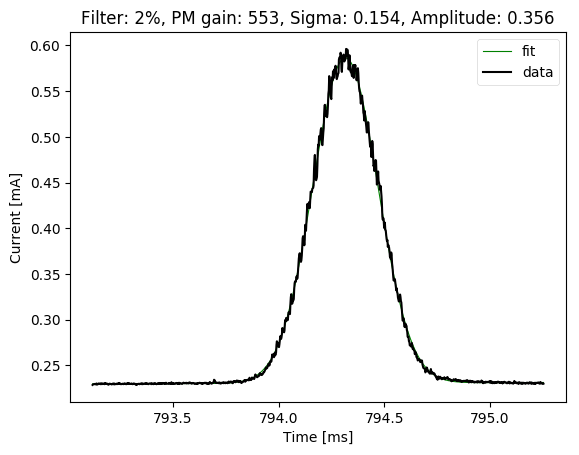 Filter: 2%, PM gain: 553, Sigma: 0.154, Amplitude: 0.356
fit
data
0.60
0.55
0.50
0.45
0.40
0.35
0.30
0.25
Current [mA]
793.5
794.0
794.5
795.0
Time [ms]